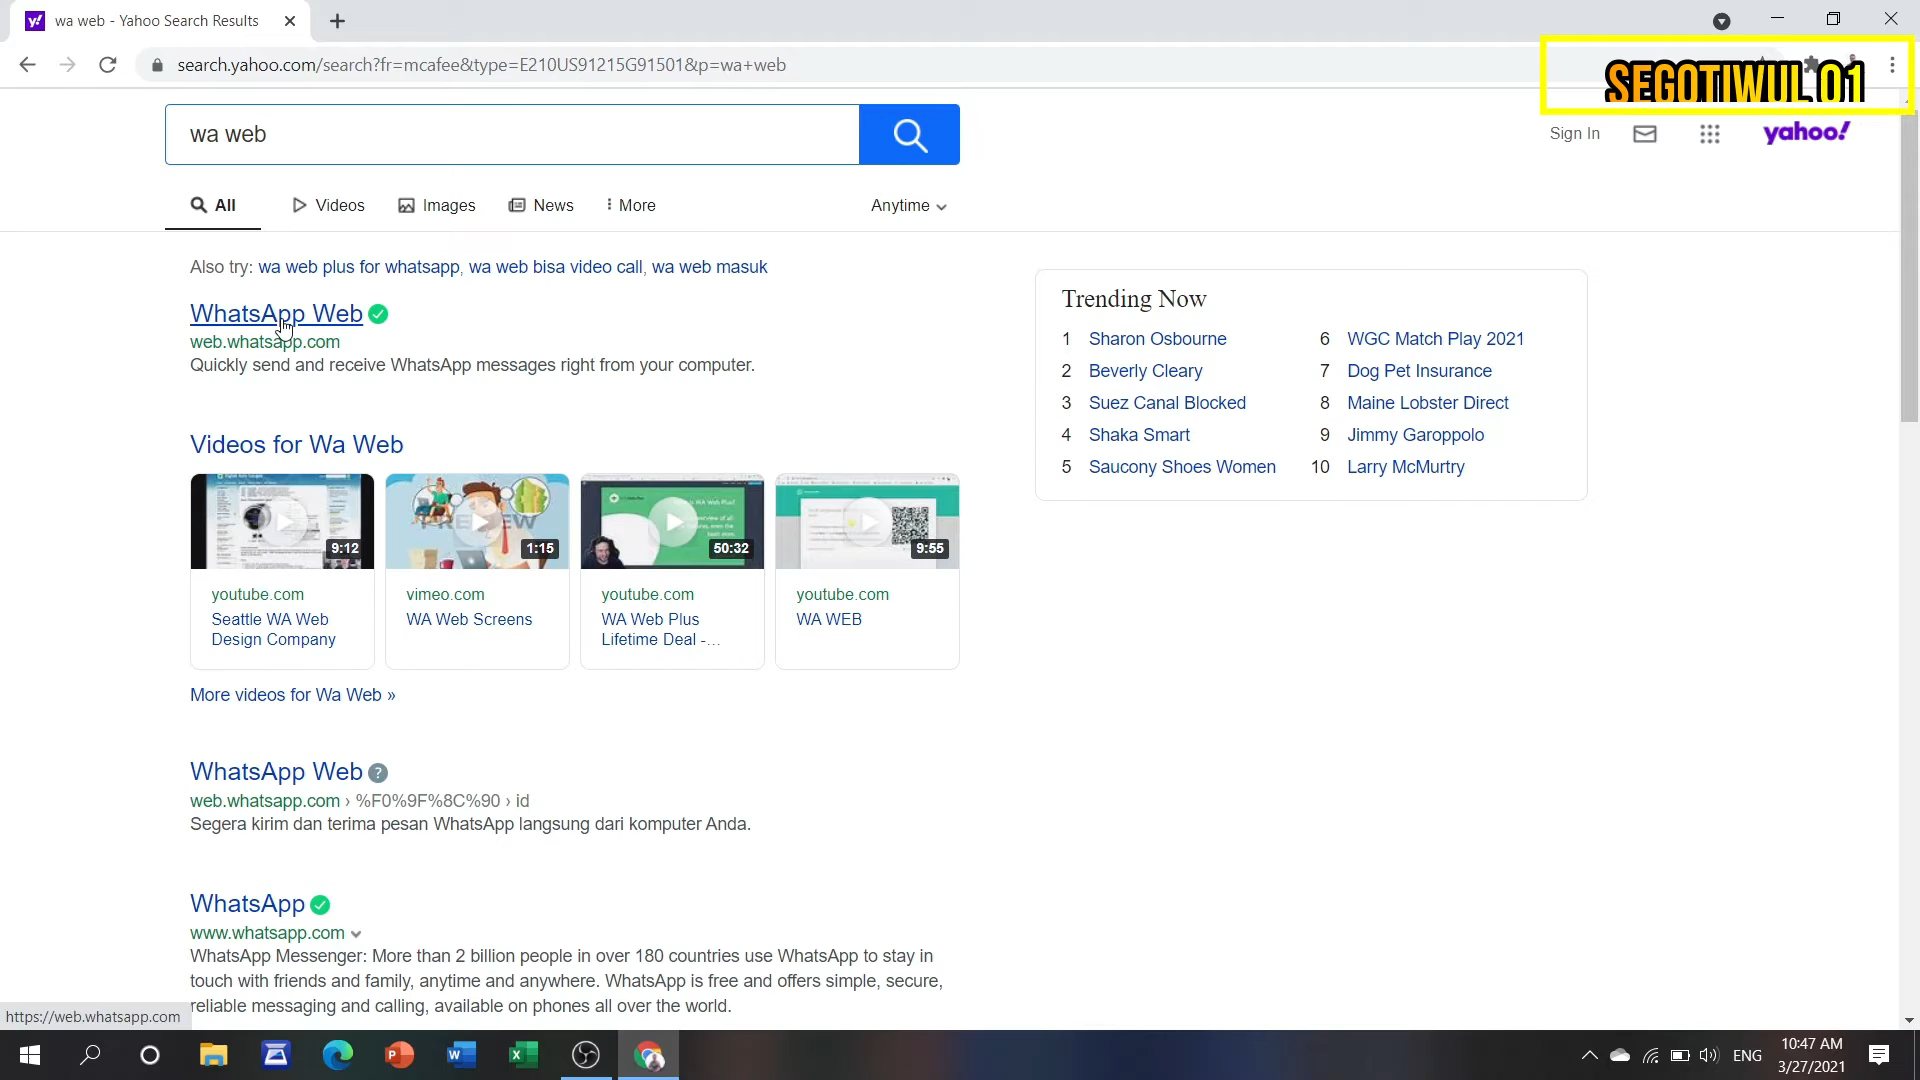 wa web - Yahoo Search Results
search.yahoo.com/search?fr=mcafee&type=E210US91215G91501&p=wa+web
SEGOTIWUL 01
wa web
Sign In
yahoo!
All
Videos
Images
News
More
Anytime
Also try: wa web plus for whatsapp, wa web bisa video call, wa web masuk
WhatsApp Web
web.whatsapp.com
Quickly send and receive WhatsApp messages right from your computer.
Trending Now
1 Sharon Osbourne
2 Beverly Cleary
3 Suez Canal Blocked
4 Shaka Smart
5 Saucony Shoes Women
6 WGC Match Play 2021
7 Dog Pet Insurance
8 Maine Lobster Direct
9 Jimmy Garoppolo
10 Larry McMurtry
Videos for Wa Web
9:12
youtube.com
Seattle WA Web
Design Company
PREVIEW
1:15
vimeo.com
WA Web Screens
50:32
youtube.com
WA Web Plus
Lifetime Deal -...
9:55
youtube.com
WA WEB
More videos for Wa Web »
WhatsApp Web
web.whatsapp.com › %F0%9F%8C%90 › id
Segera kirim dan terima pesan WhatsApp langsung dari komputer Anda.
WhatsApp
www.whatsapp.com
WhatsApp Messenger: More than 2 billion people in over 180 countries use WhatsApp to stay in
touch with friends and family, anytime and anywhere. WhatsApp is free and offers simple, secure,
reliable messaging and calling, available on phones all over the world.
https://web.whatsapp.com
ENG
10:47 AM
3/27/2021